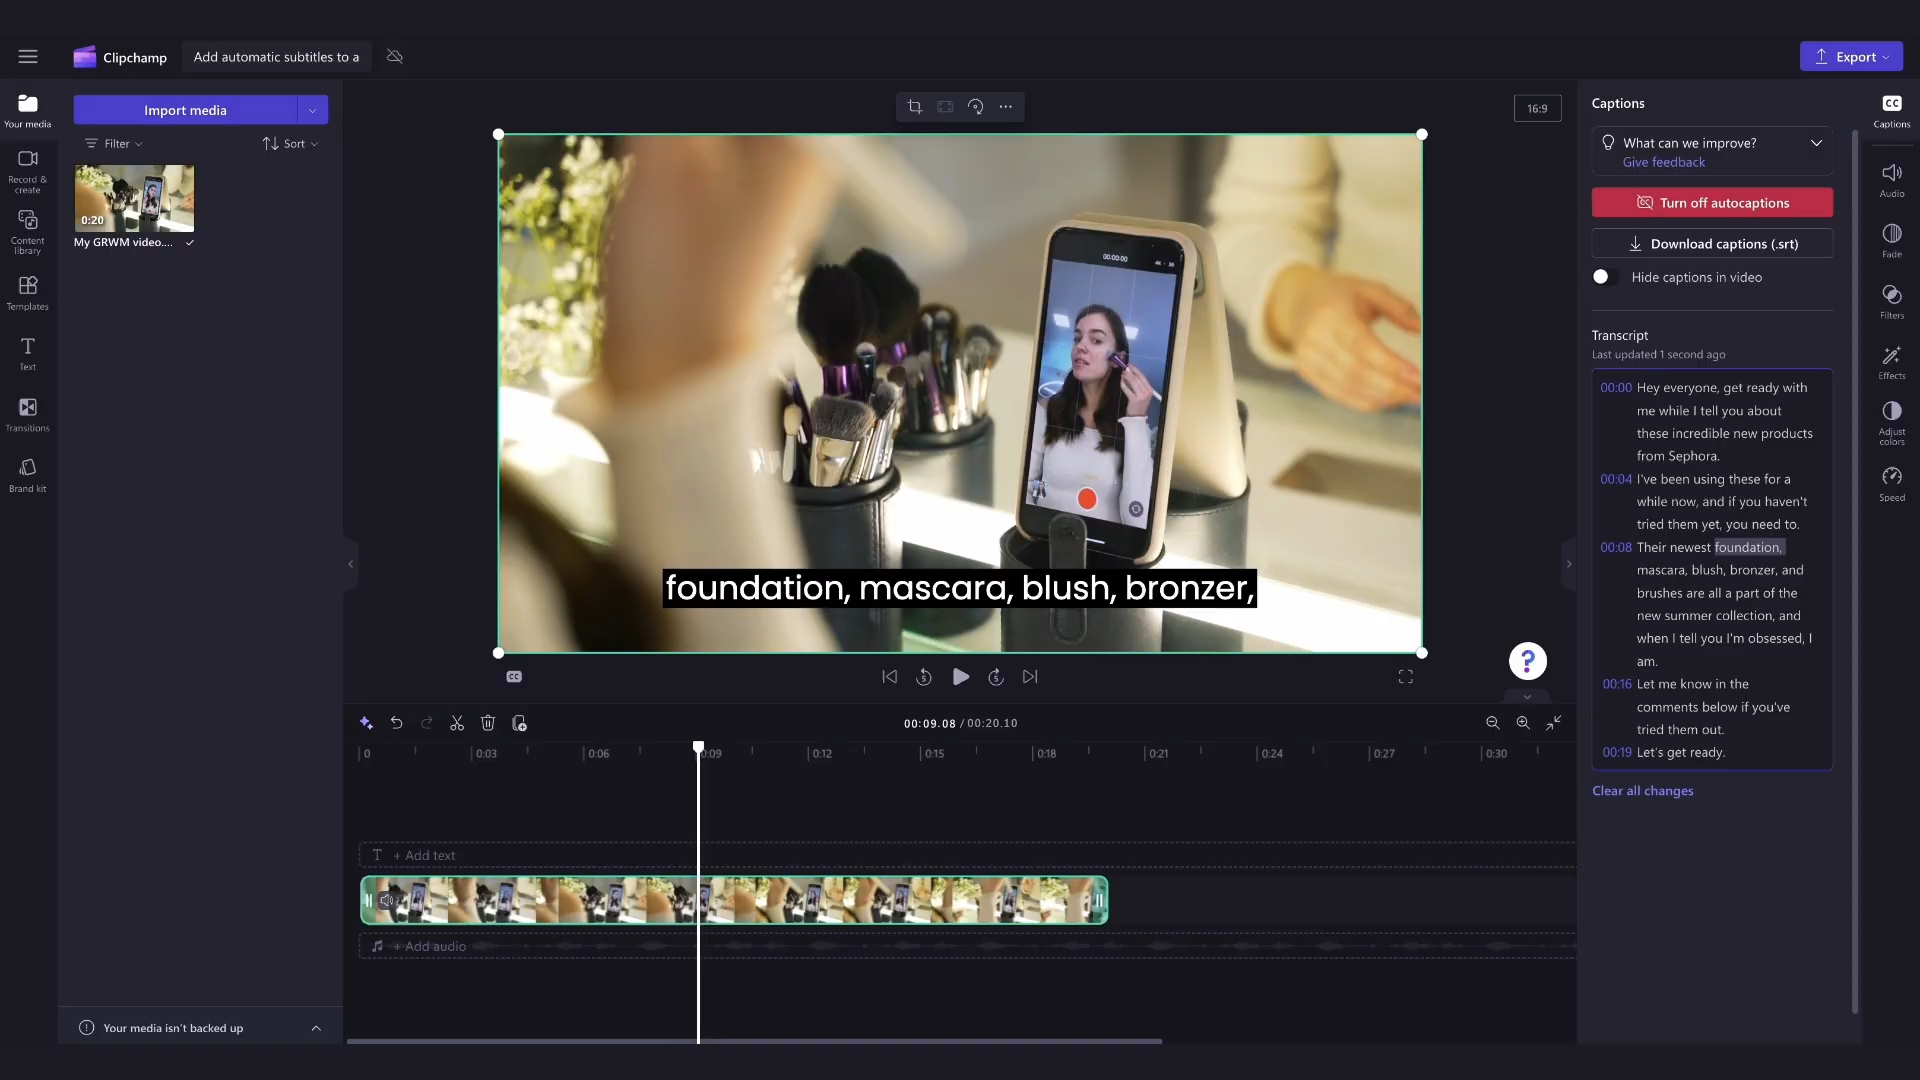 Clipchamp
Add automatic subtitles to a
Export
Your media
Record &
create
Content
library
Templates
Text
Transitions
Brand kit
Import media
Filter
Sort
0:20
My GRWM video....
Your media isn't backed up
16:9
00:00:00
foundation, mascara, blush, bronzer,
CC
5
5
?
00:09.08 / 00:20.10
0
0:03
0:06
0:09
0:12
0:15
0:18
0:21
0:24
0:27
0:30
T + Add text
+ Add audio
Captions
What can we improve?
Give feedback
Turn off autocaptions
Download captions (.srt)
Hide captions in video
Transcript
Last updated 1 second ago
00:00 Hey everyone, get ready with
me while I tell you about
these incredible new products
from Sephora.
00:04 I've been using these for a
while now, and if you haven't
tried them yet, you need to.
00:08 Their newest foundation,
mascara, blush, bronzer, and
brushes are all a part of the
new summer collection, and
when I tell you I'm obsessed, I
am.
00:16 Let me know in the
comments below if you've
tried them out.
00:19 Let's get ready.
Clear all changes
CC
Captions
Audio
Fade
Filters
Effects
Adjust
colors
Speed